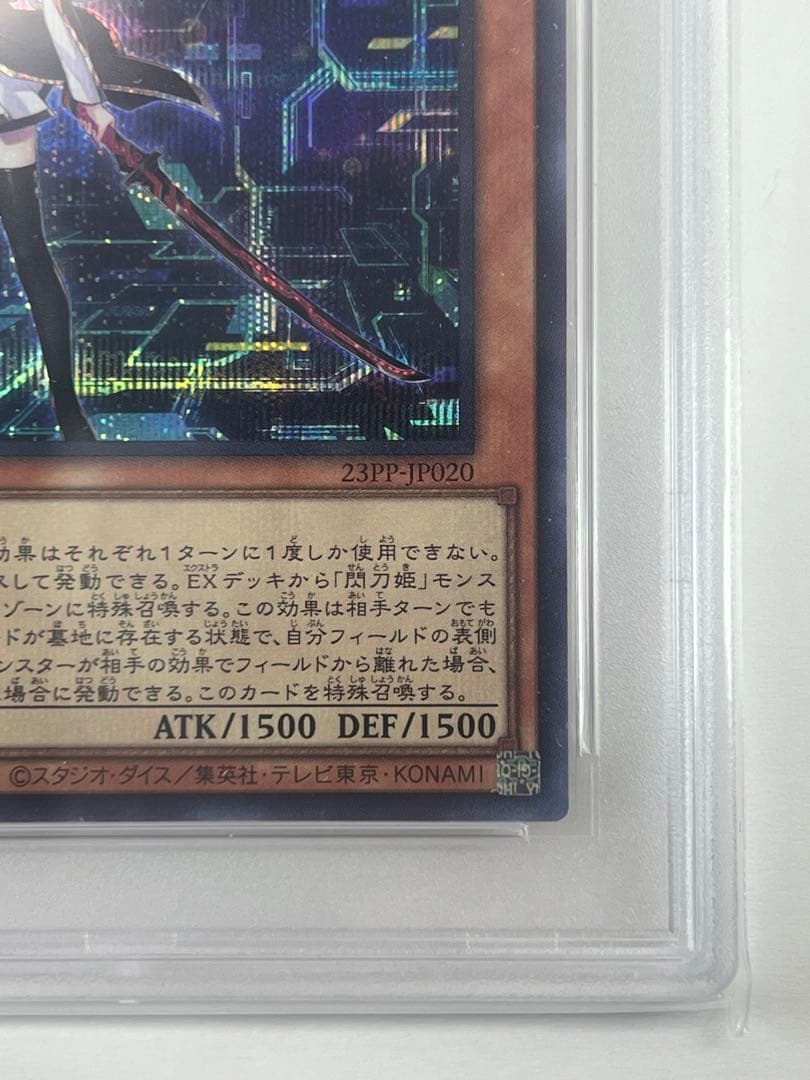 23PP-JP020
効果はそれぞれ1ターンに1度しか使用できない。
スして発動できる。EXデッキから「閃刀姫」モンス
ゾーンに特殊召喚する。この効果は相手ターンでも
ドが墓地に存在する状態で、自分フィールドの表側
ンスターが相手の効果でフィールドから離れた場合、
場合に発動できる。このカードを特殊召喚する。
ATK/1500 DEF/1500
©スタジオ・ダイス/集英社・テレビ東京・KONAMI